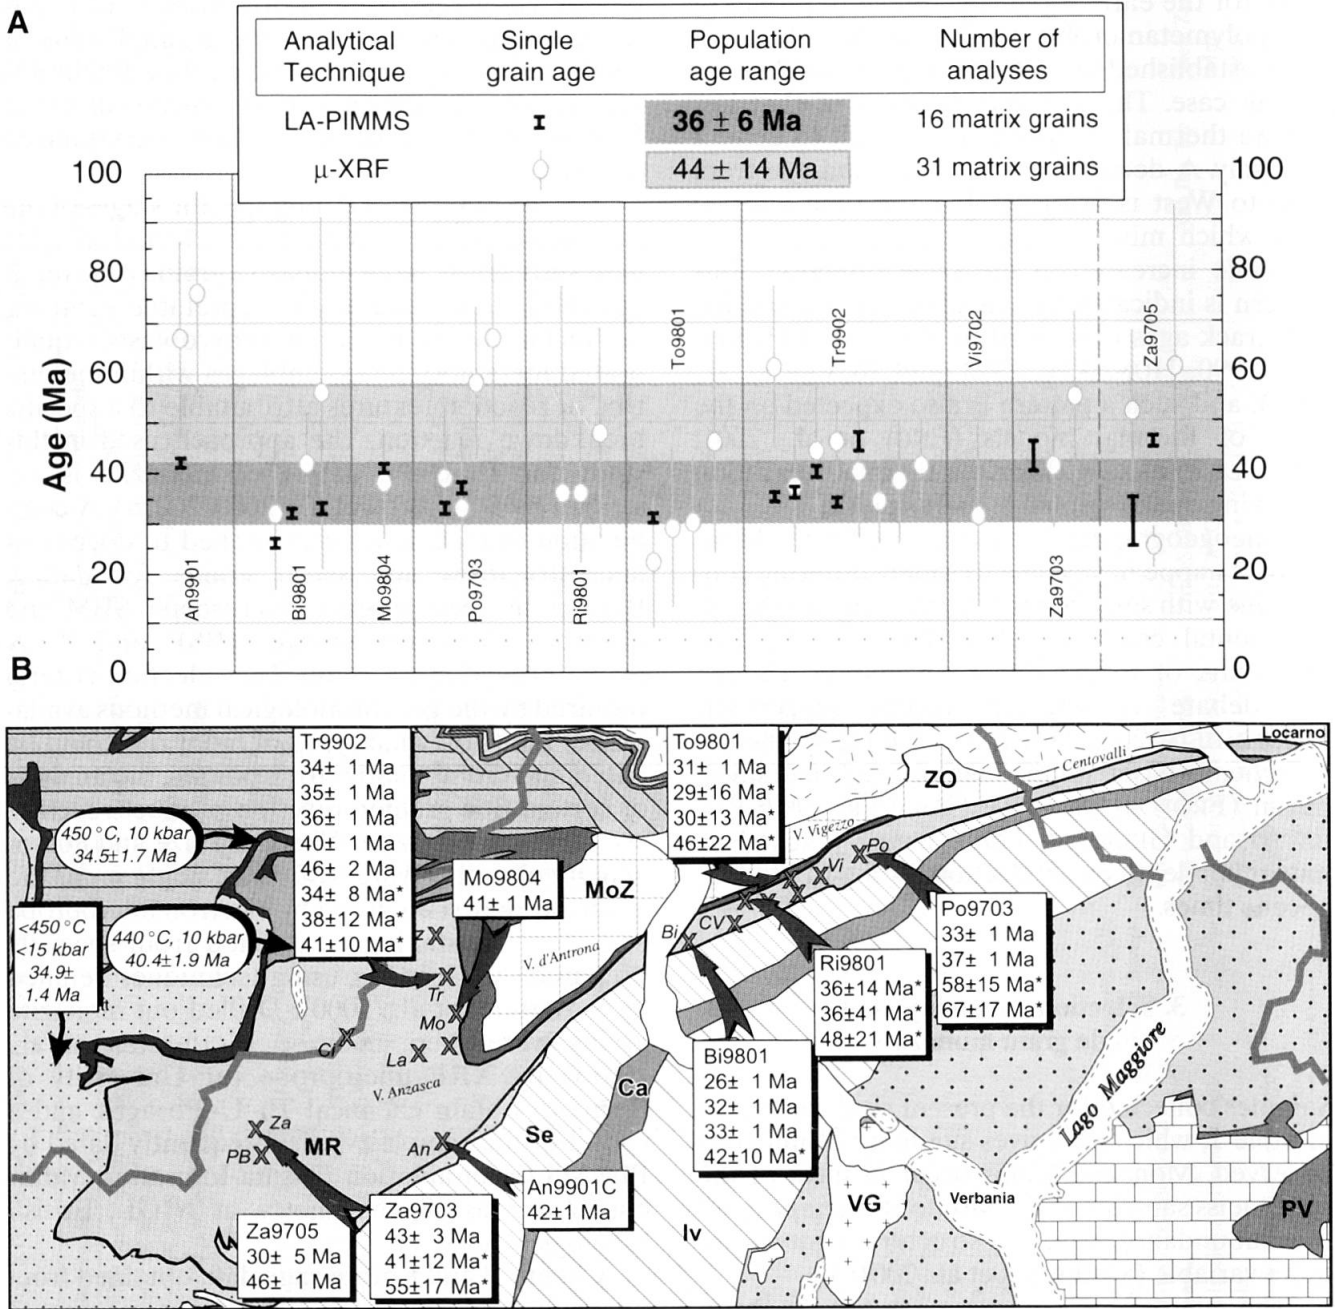 A
Analytical Technique
Single grain age
Population age range
Number of analyses
LA-PIMMS
36 ± 6 Ma
16 matrix grains
μ-XRF
44 ± 14 Ma
31 matrix grains
Age (Ma)
100
80
60
40
20
0
100
80
60
40
20
0
An9901
Bi9801
Mo9804
Po9703
Ri9801
To9801
Tr9902
Vi9702
Za9703
Za9705
B
Tr9902
34± 1 Ma
35± 1 Ma
36± 1 Ma
40± 1 Ma
46± 2 Ma
34± 8 Ma*
38±12 Ma*
41±10 Ma*
To9801
31± 1 Ma
29±16 Ma*
30±13 Ma*
46±22 Ma*
Locarno
Centovalli
ZO
V. Vigezzo
450 °C, 10 kbar
34.5±1.7 Ma
<450 °C
<15 kbar
34.9±
1.4 Ma
440 °C, 10 kbar
40.4±1.9 Ma
Mo9804
41± 1 Ma
MoZ
V. d'Antrona
Po
Vi
CV
Bi
Po9703
33± 1 Ma
37± 1 Ma
58±15 Ma*
67±17 Ma*
Ri9801
36±14 Ma*
36±41 Ma*
48±21 Ma*
Bi9801
26± 1 Ma
32± 1 Ma
33± 1 Ma
42±10 Ma*
Tr
Mo
La
V. Anzasca
Ca
Lago Maggiore
Za
PB
MR
An
Se
An9901C
42±1 Ma
Iv
VG
Verbania
PV
Za9705
30± 5 Ma
46± 1 Ma
Za9703
43± 3 Ma
41±12 Ma*
55±17 Ma*